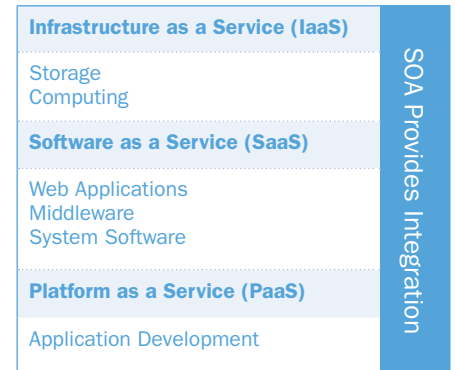 Infrastructure as a Service (IaaS)
Storage
Computing
Software as a Service (SaaS)
Web Applications
Middleware
System Software
Platform as a Service (PaaS)
Application Development
SOA Provides Integration